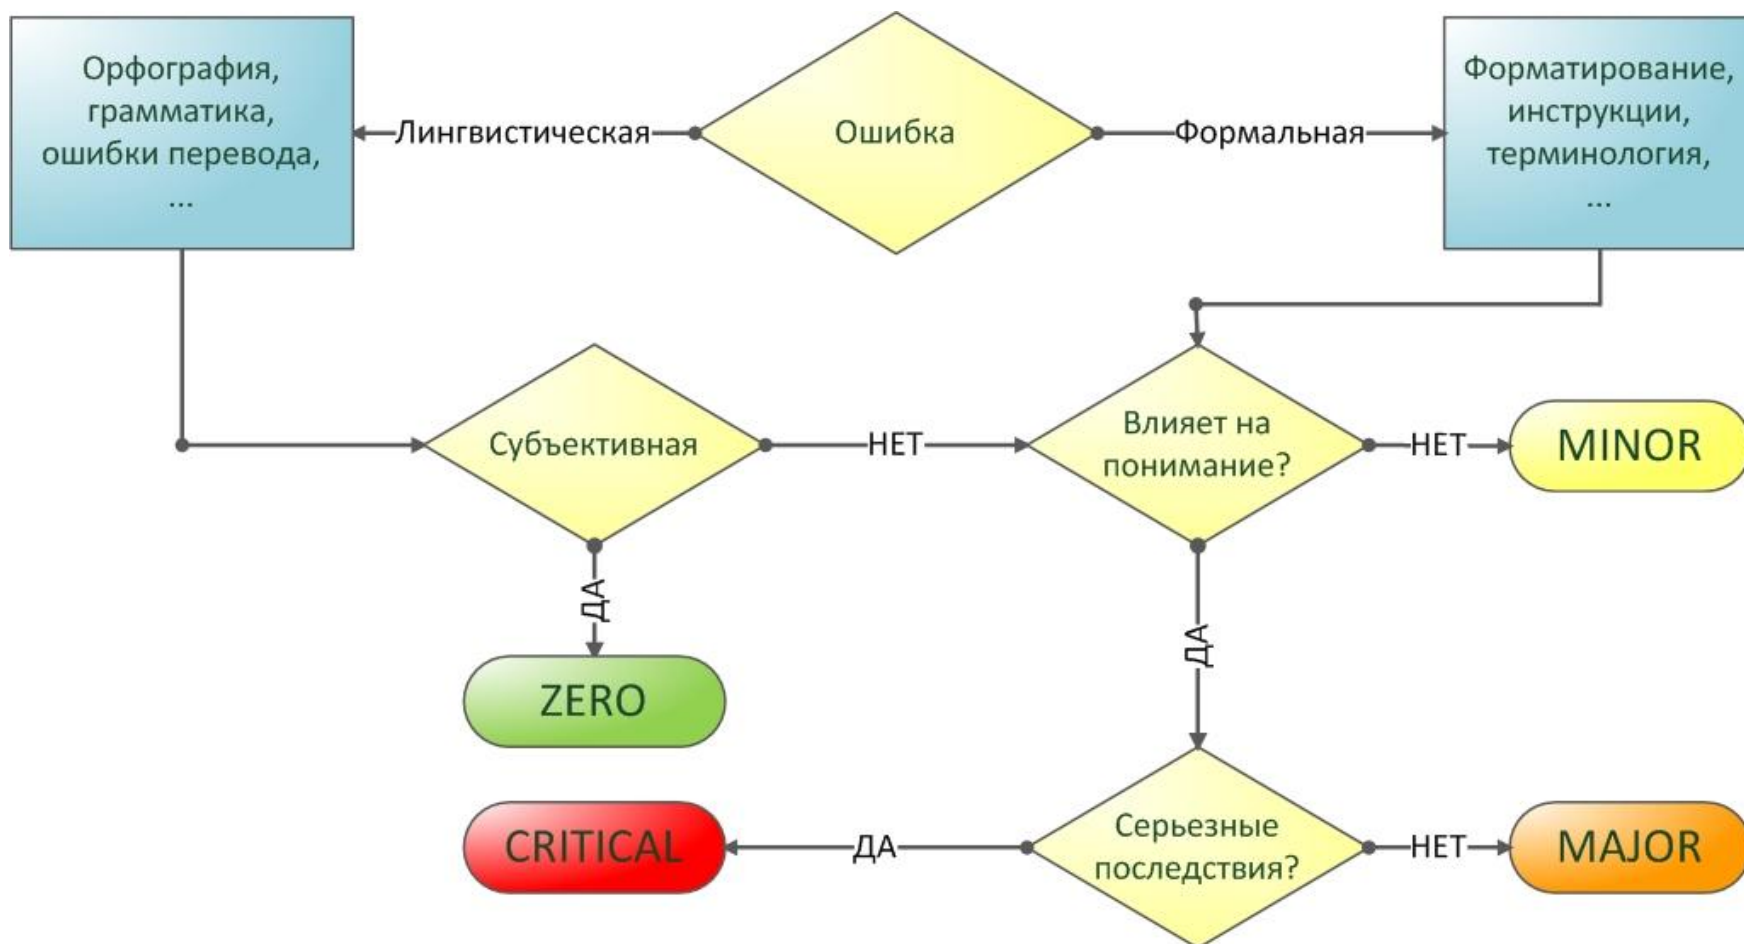 Орфография,
грамматика,
ошибки перевода,
...
Лингвистическая
Ошибка
Формальная
Форматирование,
инструкции,
терминология,
...
Субъективная
НЕТ
Влияет на
понимание?
НЕТ
MINOR
ДА
ZERO
ДА
CRITICAL
ДА
Серьезные
последствия?
НЕТ
MAJOR